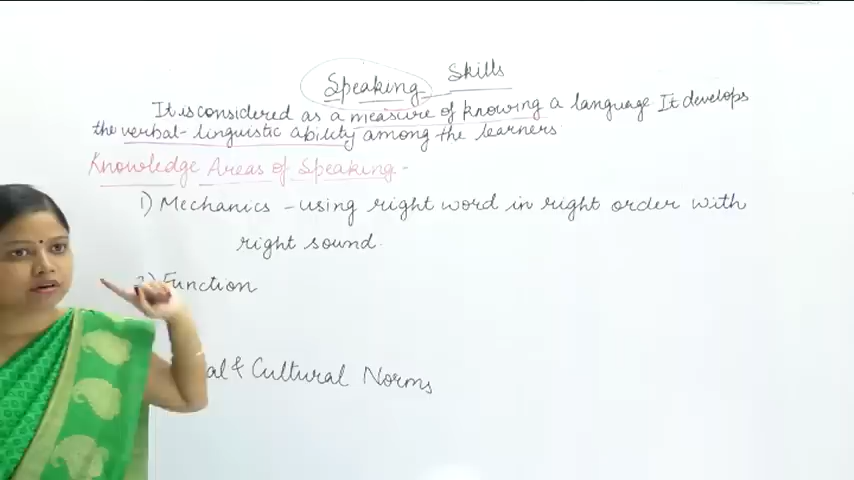 Speaking Skills
It is considered as a measure of knowing a language It develops
the verbal-linguistic ability among the learners
Knowledge Areas of Speaking -
1) Mechanics - using right word in right order with
right sound.
Function
& Cultural Norms